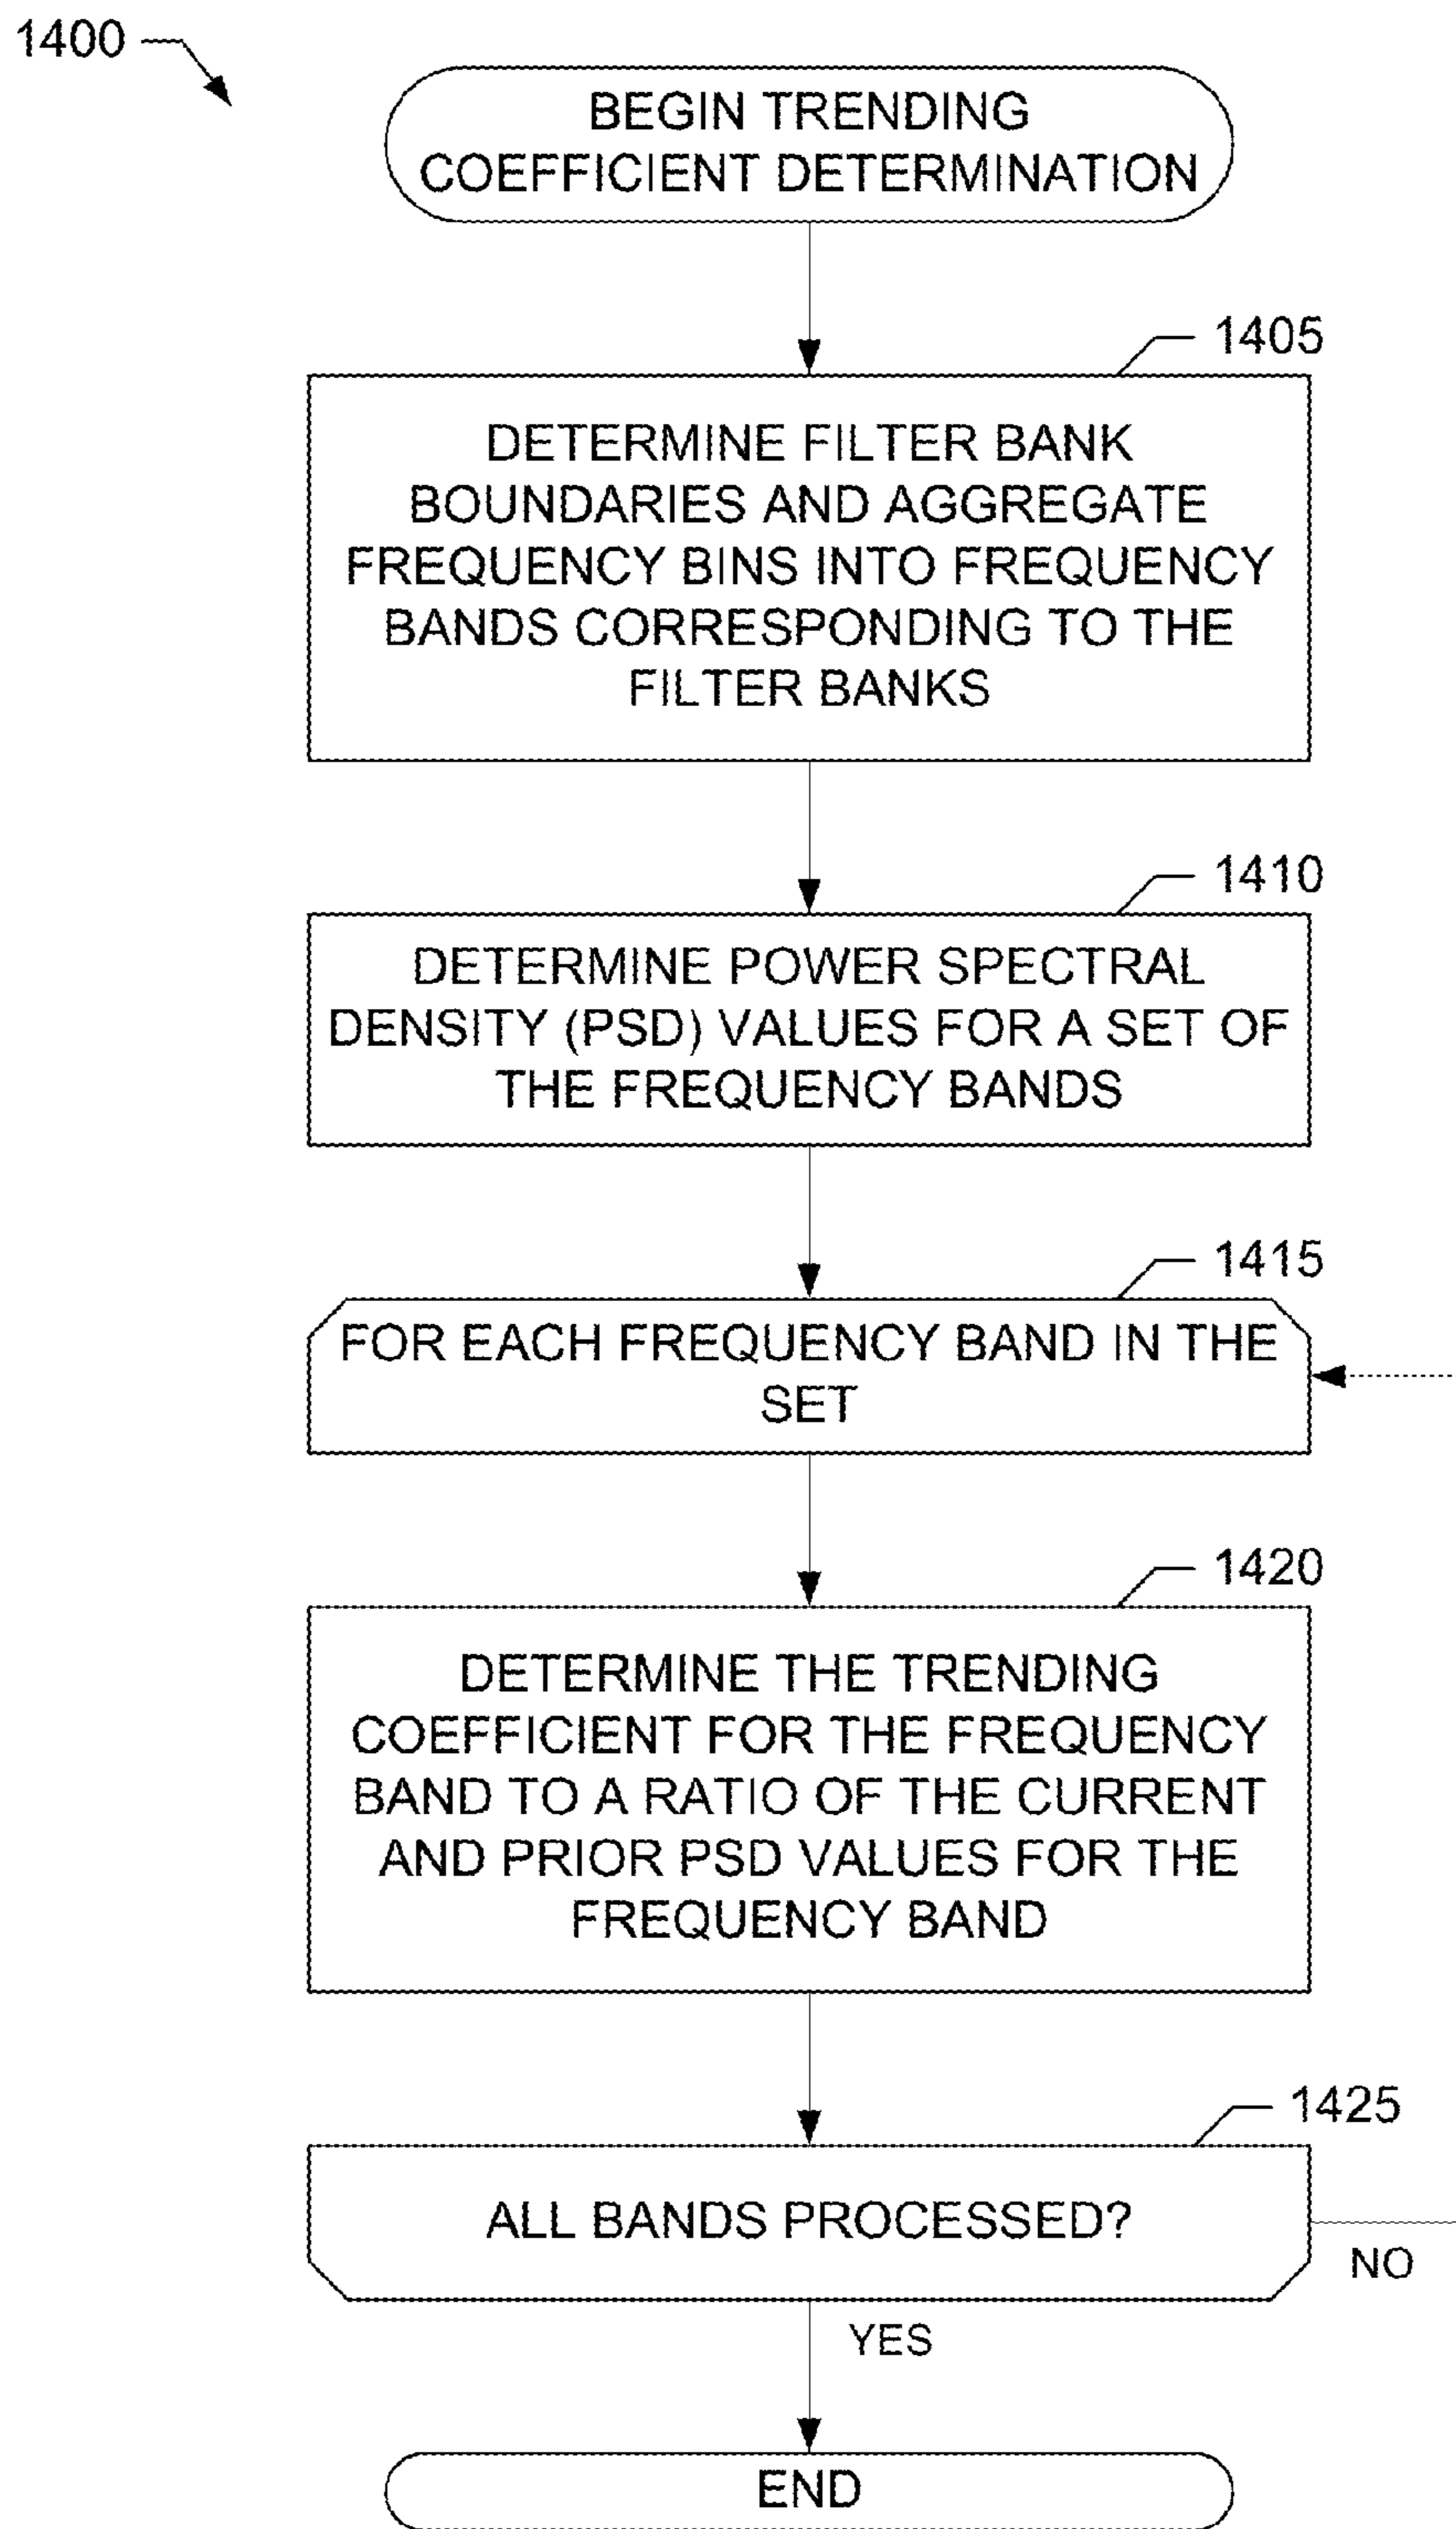 1400
BEGIN TRENDING
COEFFICIENT DETERMINATION
1405
DETERMINE FILTER BANK
BOUNDARIES AND AGGREGATE
FREQUENCY BINS INTO FREQUENCY
BANDS CORRESPONDING TO THE
FILTER BANKS
1410
DETERMINE POWER SPECTRAL
DENSITY (PSD) VALUES FOR A SET OF
THE FREQUENCY BANDS
1415
FOR EACH FREQUENCY BAND IN THE
SET
1420
DETERMINE THE TRENDING
COEFFICIENT FOR THE FREQUENCY
BAND TO A RATIO OF THE CURRENT
AND PRIOR PSD VALUES FOR THE
FREQUENCY BAND
1425
ALL BANDS PROCESSED?
NO
YES
END